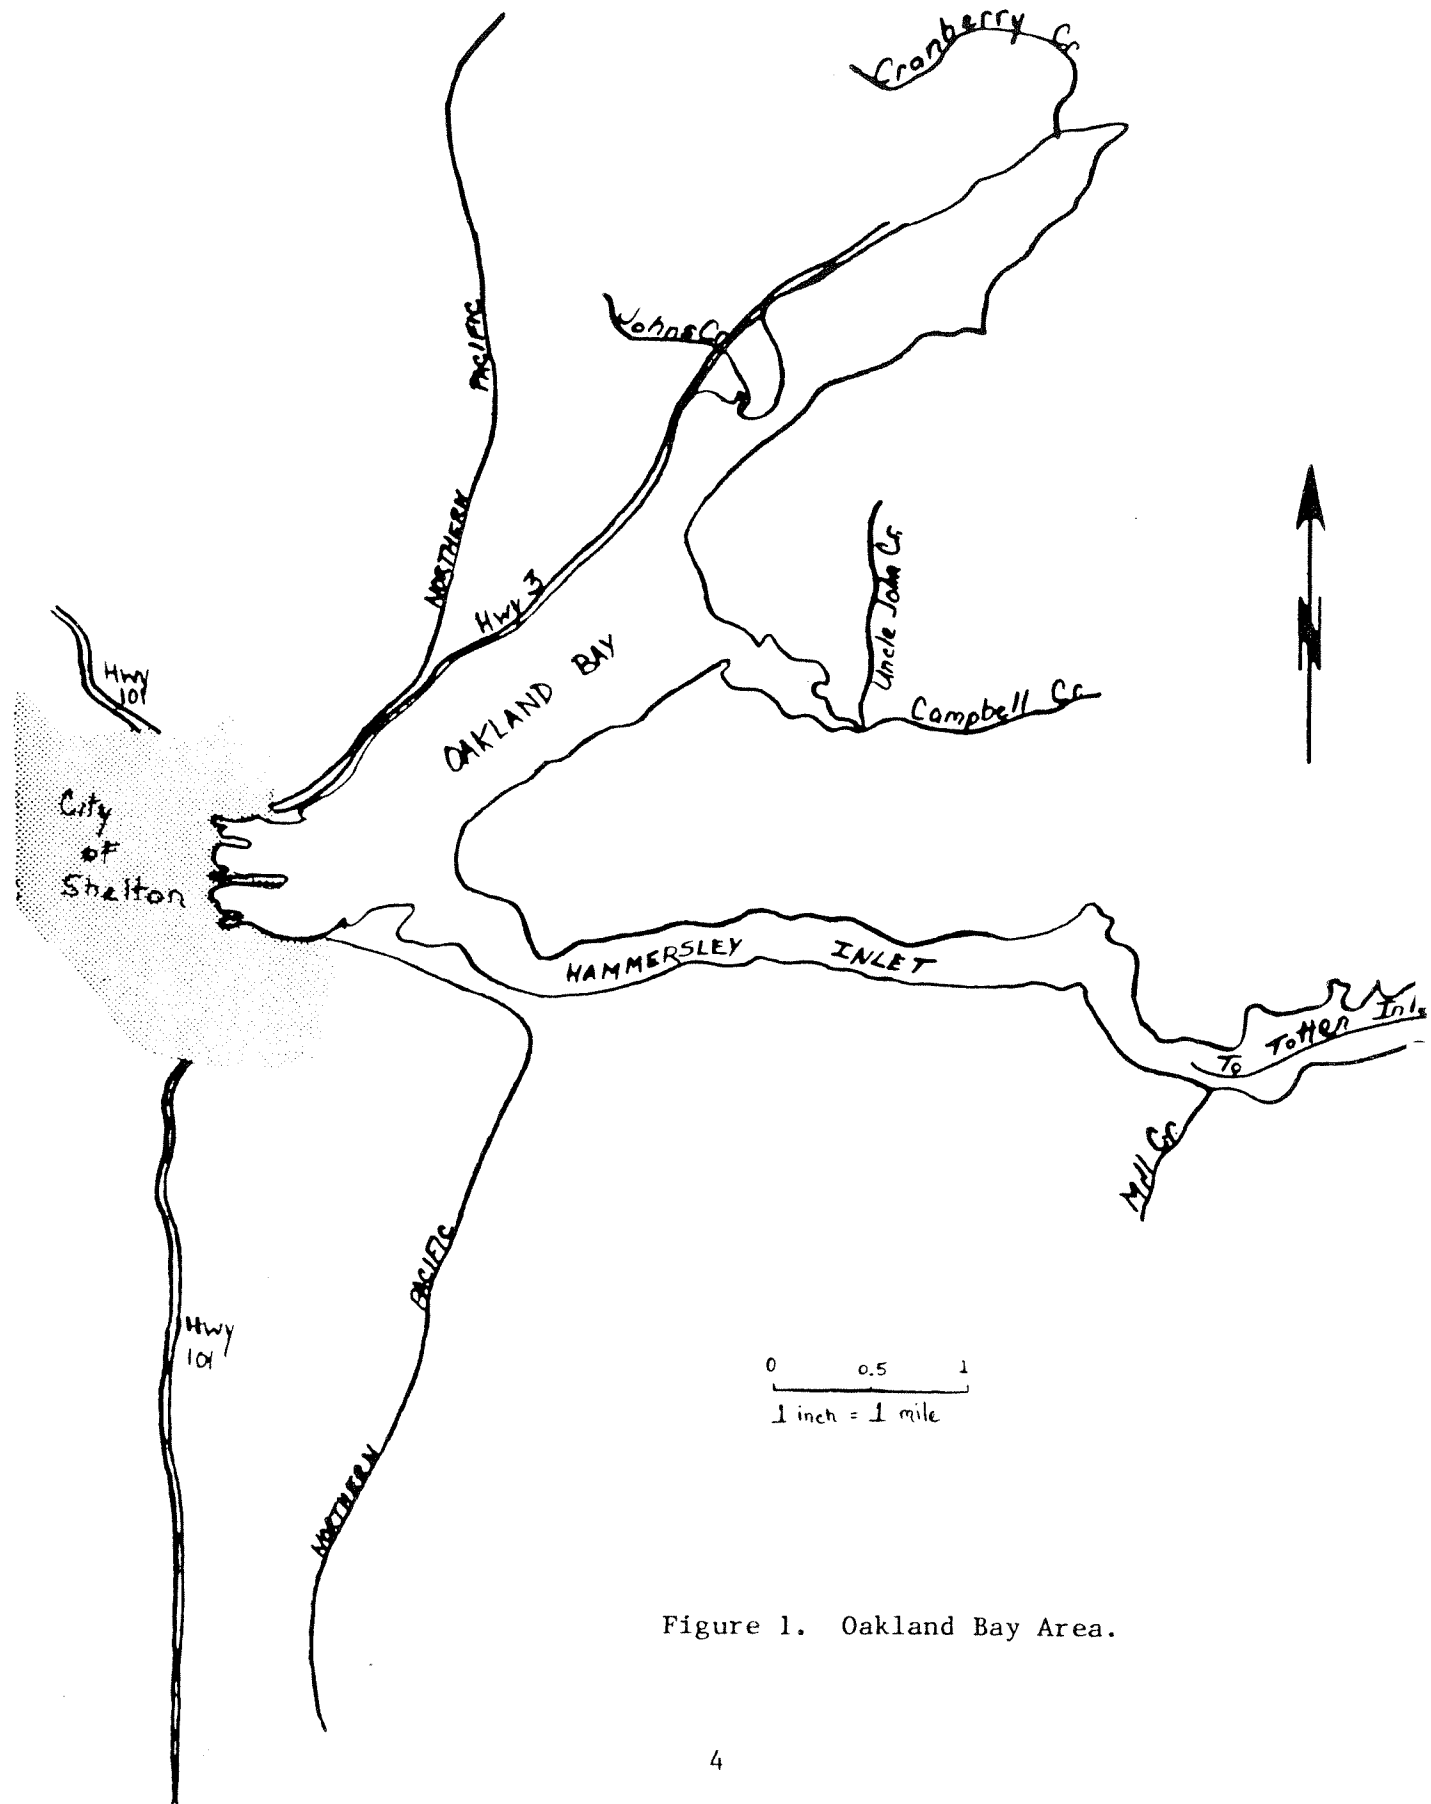 Cranberry Cr.
PACIFIC
Johns Cr.
NORTHERN
Hwy 3
Uncle John Cr.
OAKLAND BAY
Hwy
101
Campbell Cr.
N
City
of
Shelton
HAMMERSLEY INLET
To Totten Inle
Mill Cr.
PACIFIC
Hwy
101
0 0.5 1
1 inch = 1 mile
NORTHERN
Figure 1. Oakland Bay Area.
4